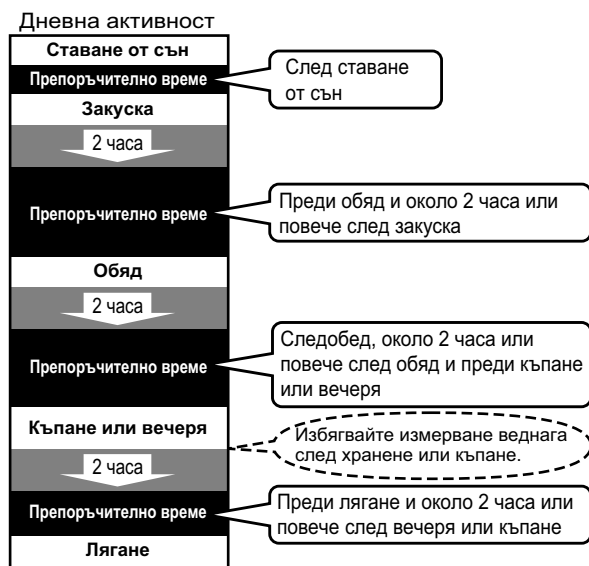 Дневна активност
Ставане от сън
Препоръчително време
След ставане
от сън
Закуска
2 часа
Препоръчително време
Преди обяд и около 2 часа или
повече след закуска
Обяд
2 часа
Препоръчително време
Следобед, около 2 часа или
повече след обяд и преди къпане
или вечеря
Къпане или вечеря
Избягвайте измерване веднага
след хранене или къпане.
2 часа
Препоръчително време
Преди лягане и около 2 часа или
повече след вечеря или къпане
Лягане